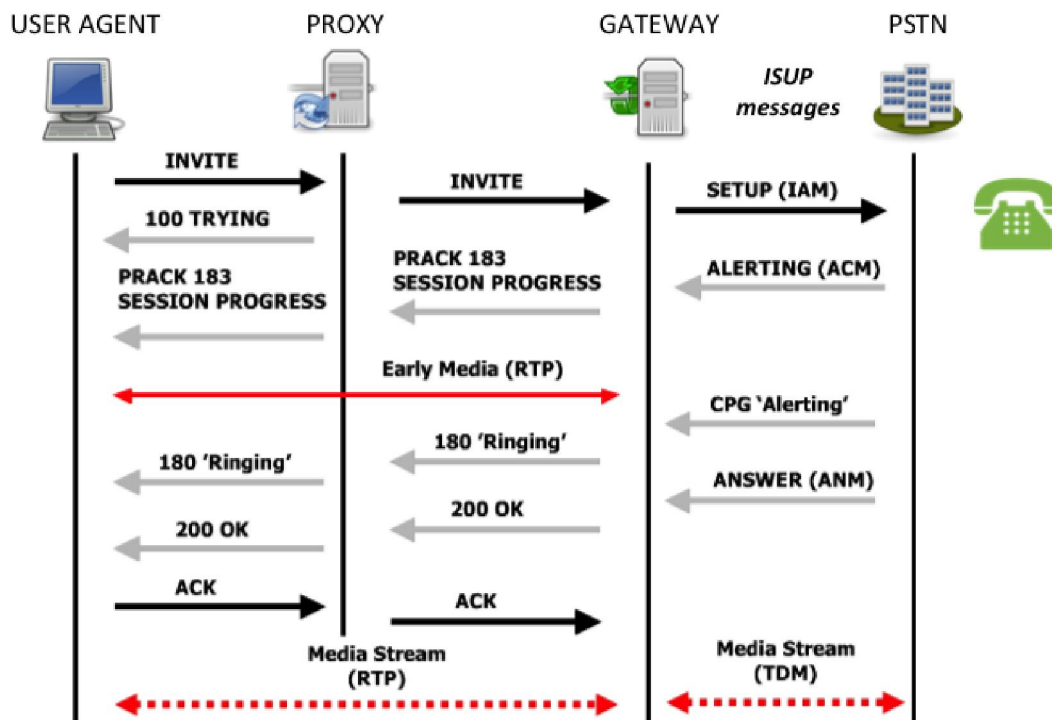 USER AGENT
PROXY
GATEWAY
PSTN
ISUP
messages
INVITE
INVITE
SETUP (IAM)
100 TRYING
PRACK 183
SESSION PROGRESS
ALERTING (ACM)
PRACK 183
SESSION PROGRESS
Early Media (RTP)
CPG ‘Alerting’
180 ‘Ringing’
180 ‘Ringing’
ANSWER (ANM)
200 OK
200 OK
ACK
ACK
Media Stream
(RTP)
Media Stream
(TDM)